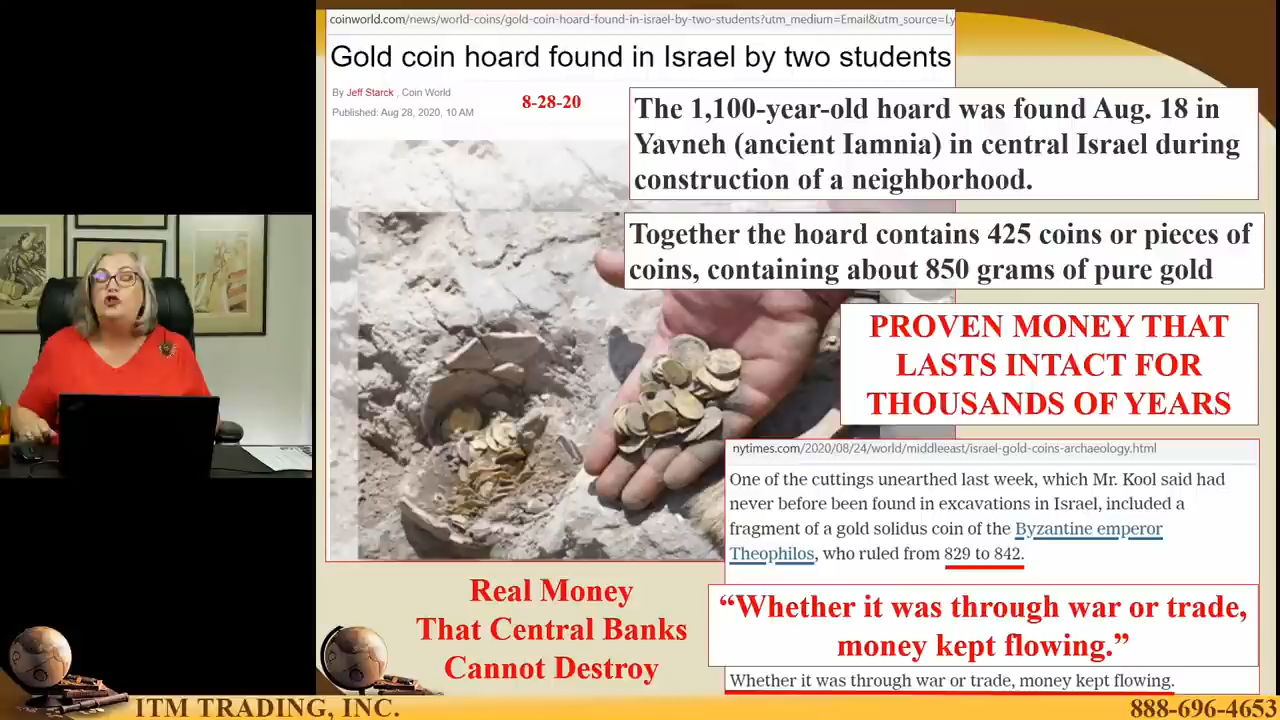 coinworld.com/news/world-coins/gold-coin-hoard-found-in-israel-by-two-students?utm_medium=Email&utm_source=Ly
Gold coin hoard found in Israel by two students
By Jeff Starck , Coin World
Published: Aug 28, 2020, 10 AM
8-28-20
The 1,100-year-old hoard was found Aug. 18 in
Yavneh (ancient Iamnia) in central Israel during
construction of a neighborhood.
Together the hoard contains 425 coins or pieces of
coins, containing about 850 grams of pure gold
PROVEN MONEY THAT
LASTS INTACT FOR
THOUSANDS OF YEARS
nytimes.com/2020/08/24/world/middleeast/israel-gold-coins-archaeology.html
One of the cuttings unearthed last week, which Mr. Kool said had
never before been found in excavations in Israel, included a
fragment of a gold solidus coin of the Byzantine emperor
Theophilos, who ruled from 829 to 842.
Real Money
That Central Banks
Cannot Destroy
“Whether it was through war or trade,
money kept flowing.”
Whether it was through war or trade, money kept flowing.
ITM TRADING, INC.
888-696-4653